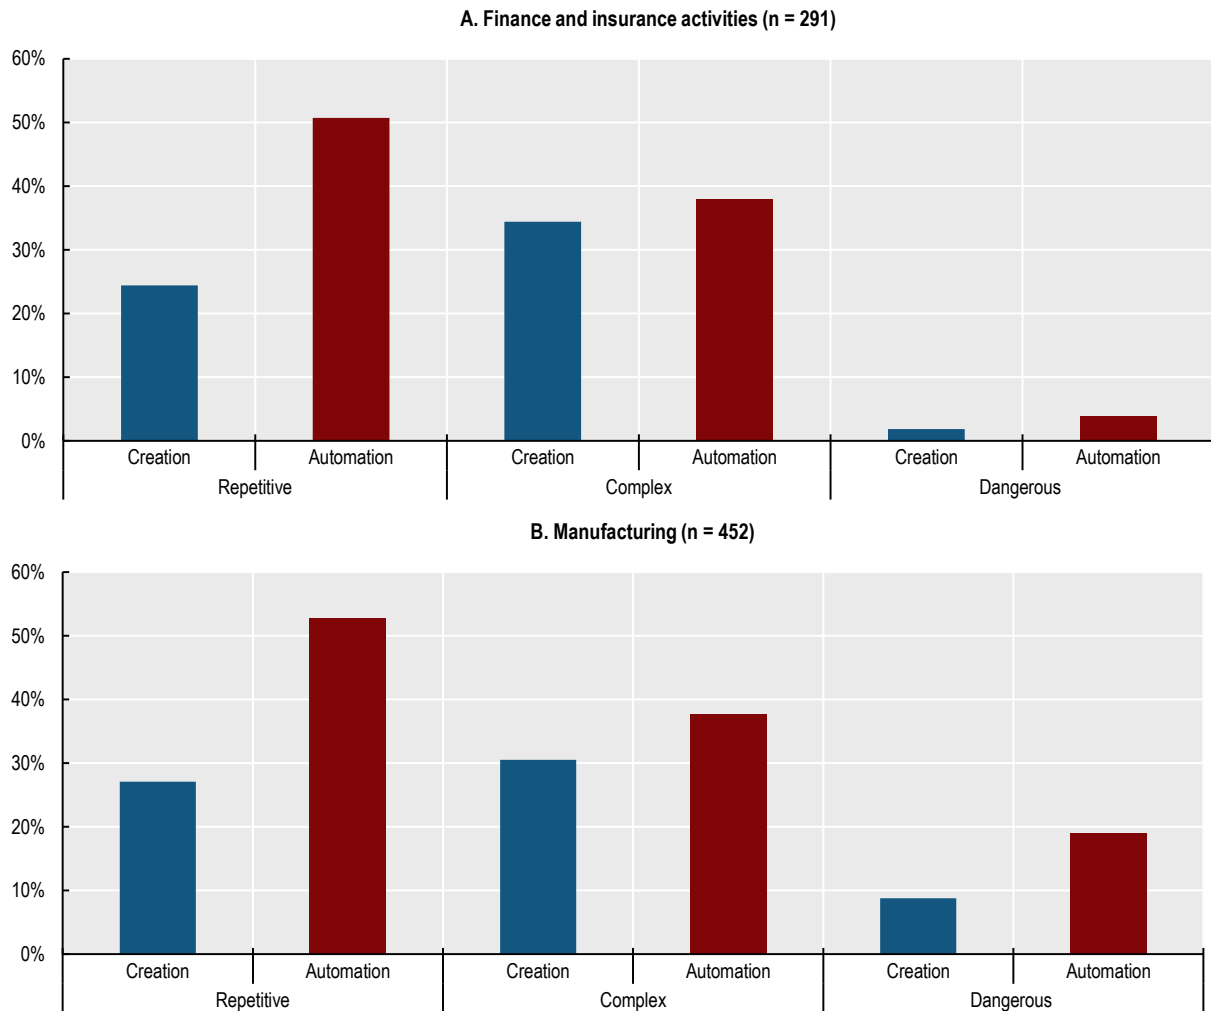 A. Finance and insurance activities (n = 291)
60%
50%
40%
30%
20%
10%
0%
Creation Automation Creation Automation Creation Automation
Repetitive Complex Dangerous
B. Manufacturing (n = 452)
60%
50%
40%
30%
20%
10%
0%
Creation Automation Creation Automation Creation Automation
Repetitive Complex Dangerous